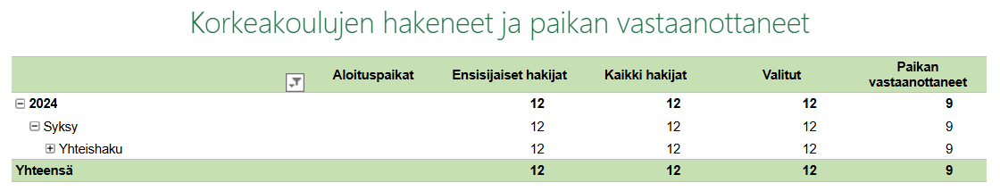 Korkeakoulujen hakeneet ja paikan vastaanottaneet
Aloituspaikat Ensisijaiset hakijat Kaikki hakijat Valitut Paikan vastaanottaneet
2024 12 12 12 9
Syksy 12 12 12 9
Yhteishaku 12 12 12 9
Yhteensä 12 12 12 9